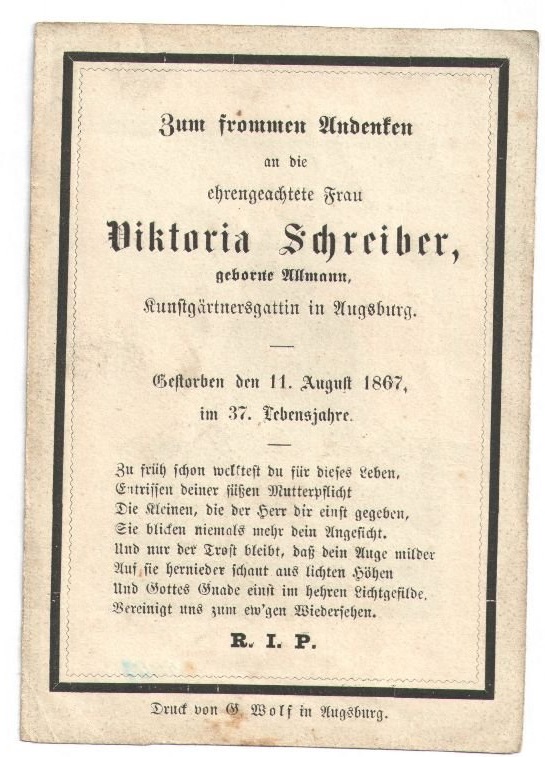 Zum frommen Andenken
an die
ehrengeachtete Frau
Viktoria Schreiber,
geborne Allmann,
Kunstgärtnersgattin in Augsburg.
Gestorben den 11. August 1867,
im 37. Lebensjahre.
Zu früh schon welktest du für dieses Leben,
Entrissen deiner süßen Mutterpflicht
Die Kleinen, die der Herr dir einst gegeben,
Sie blicken niemals mehr dein Angesicht.
Und nur der Trost bleibt, daß dein Auge milder
Auf sie hernieder schaut aus lichten Höhen
Und Gottes Gnade einst im hehren Lichtgefilde.
Vereinigt uns zum ew'gen Wiedersehen.
R. I. P.
Druck von G. Wolf in Augsburg.